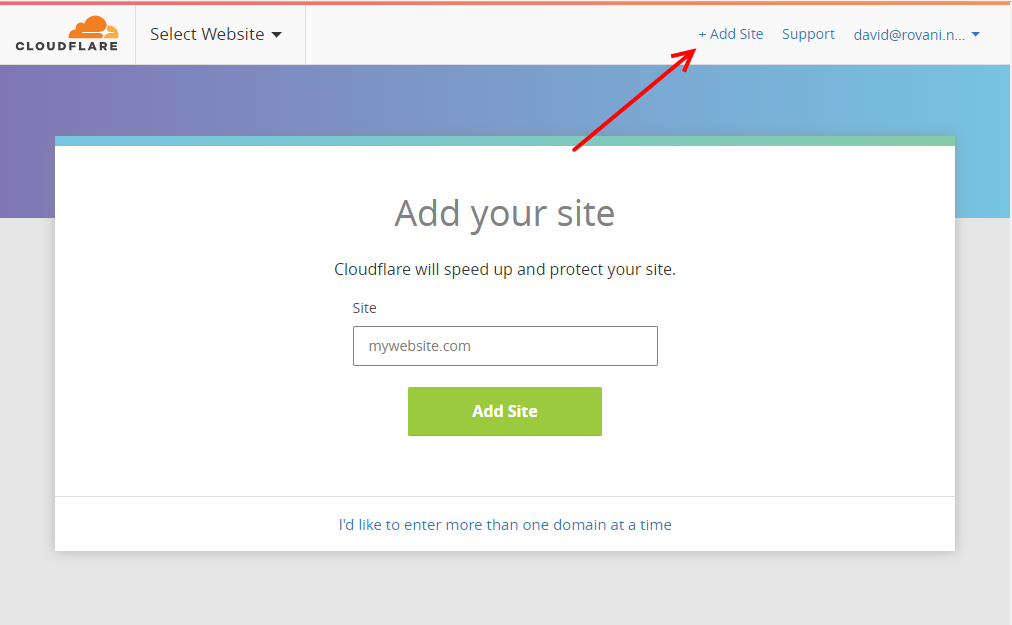 CLOUDFLARE
Select Website
+ Add Site
Support
david@rovani.n...
Add your site
Cloudflare will speed up and protect your site.
Site
mywebsite.com
Add Site
I'd like to enter more than one domain at a time